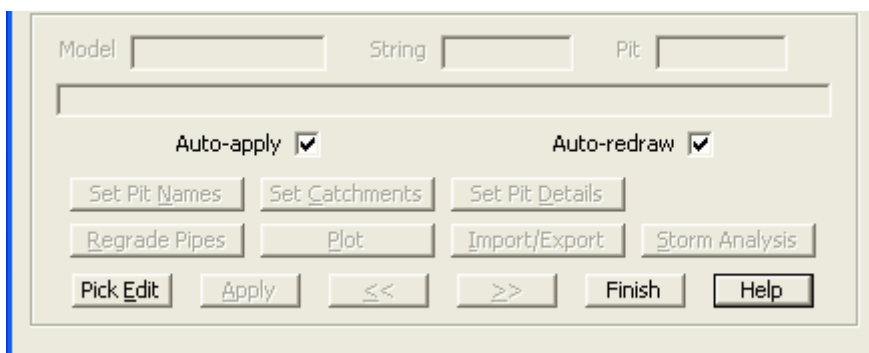 Model String Pit
Auto-apply Auto-redraw
Set Pit Names Set Catchments Set Pit Details
Regrade Pipes Plot Import/Export Storm Analysis
Pick Edit Apply << >> Finish Help